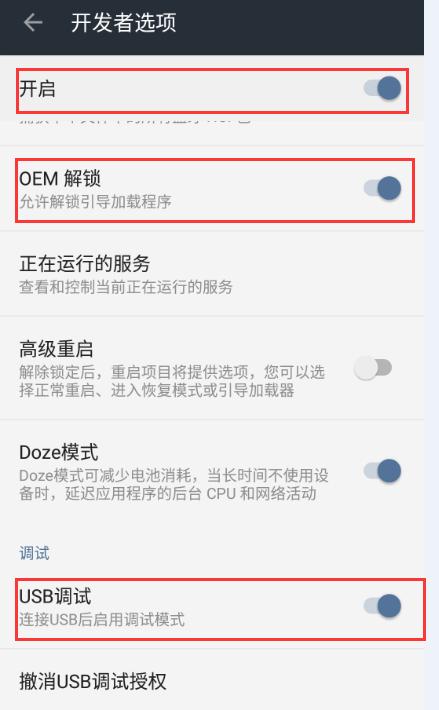 开发者选项
开启
OEM 解锁
允许解锁引导加载程序
正在运行的服务
查看和控制当前正在运行的服务
高级重启
解除锁定后，重启项目将提供选项，您可以选
择正常重启、进入恢复模式或引导加载器
Doze模式
Doze模式可减少电池消耗，当长时间不使用设
备时，延迟应用程序的后台 CPU 和网络活动
调试
USB调试
连接USB后启用调试模式
撤消USB调试授权